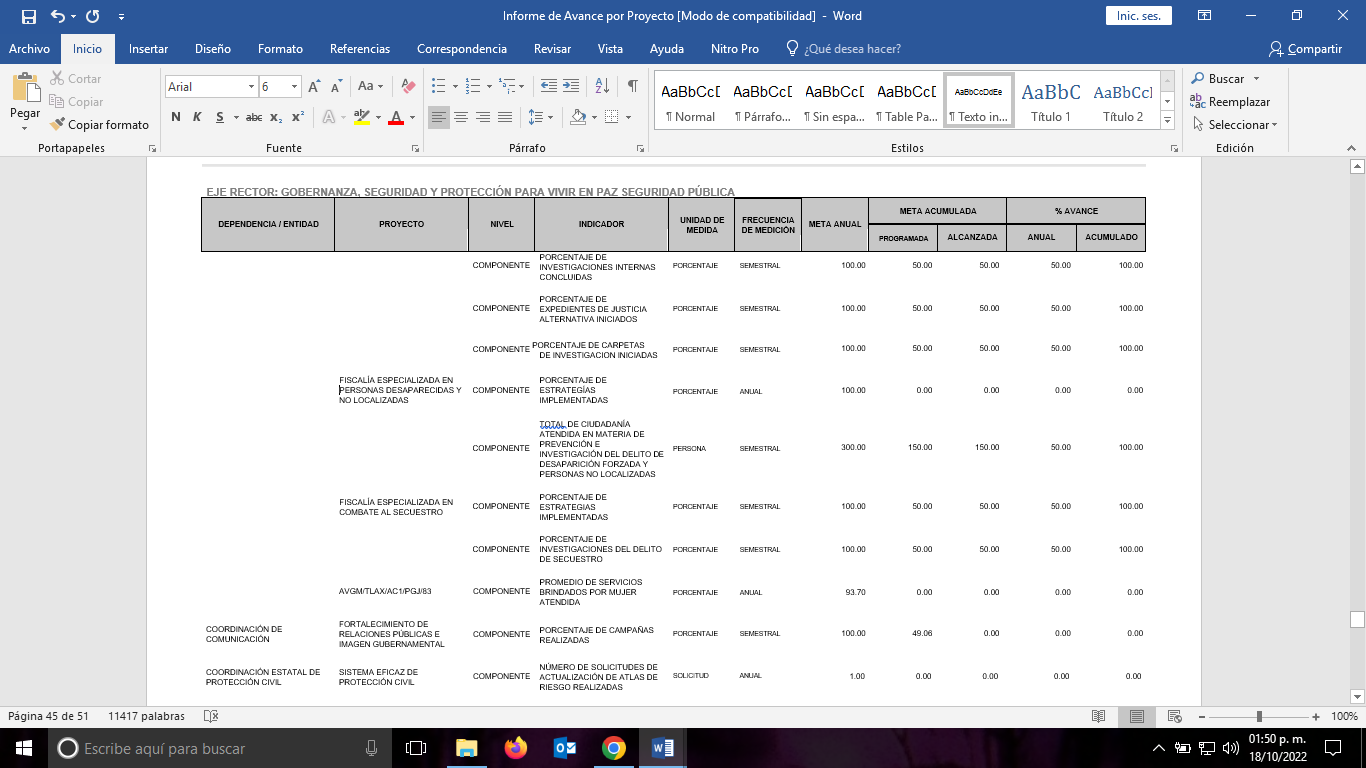 Informe de Avance por Proyecto [Modo de compatibilidad] - Word
Inic. ses.
Archivo Inicio Insertar Diseño Formato Referencias Correspondencia Revisar Vista Ayuda Nitro Pro ¿Qué desea hacer? Compartir
Pegar
Cortar
Copiar
Copiar formato
Portapapeles
Arial 6
N K S abc x₂ x²
Fuente
Párrafo
AaBbCcI AaBbCcI AaBbCcI AaBbCcI AaBbCcDdEe AaBbC AaBbCcI
¶ Normal ¶ Párrafo... ¶ Sin espa... ¶ Table Pa... ¶ Texto in... Título 1 Título 2
Estilos
Buscar
Reemplazar
Seleccionar
Edición
EJE RECTOR: GOBERNANZA, SEGURIDAD Y PROTECCIÓN PARA VIVIR EN PAZ SEGURIDAD PÚBLICA
DEPENDENCIA / ENTIDAD PROYECTO NIVEL INDICADOR UNIDAD DE MEDIDA FRECUENCIA DE MEDICIÓN META ANUAL META ACUMULADA % AVANCE
PROGRAMADA ALCANZADA ANUAL ACUMULADO
COMPONENTE PORCENTAJE DE INVESTIGACIONES INTERNAS CONCLUIDAS PORCENTAJE SEMESTRAL 100.00 50.00 50.00 50.00 100.00
COMPONENTE PORCENTAJE DE EXPEDIENTES DE JUSTICIA ALTERNATIVA INICIADOS PORCENTAJE SEMESTRAL 100.00 50.00 50.00 50.00 100.00
COMPONENTE PORCENTAJE DE CARPETAS DE INVESTIGACION INICIADAS PORCENTAJE SEMESTRAL 100.00 50.00 50.00 50.00 100.00
FISCALÍA ESPECIALIZADA EN PERSONAS DESAPARECIDAS Y NO LOCALIZADAS COMPONENTE PORCENTAJE DE ESTRATEGÍAS IMPLEMENTADAS PORCENTAJE ANUAL 100.00 0.00 0.00 0.00 0.00
COMPONENTE TOTAL DE CIUDADANÍA ATENDIDA EN MATERIA DE PREVENCIÓN E INVESTIGACIÓN DEL DELITO DE DESAPARICIÓN FORZADA Y PERSONAS NO LOCALIZADAS PERSONA SEMESTRAL 300.00 150.00 150.00 50.00 100.00
FISCALÍA ESPECIALIZADA EN COMBATE AL SECUESTRO COMPONENTE PORCENTAJE DE ESTRATEGIAS IMPLEMENTADAS PORCENTAJE SEMESTRAL 100.00 50.00 50.00 50.00 100.00
COMPONENTE PORCENTAJE DE INVESTIGACIONES DEL DELITO DE SECUESTRO PORCENTAJE SEMESTRAL 100.00 50.00 50.00 50.00 100.00
AVGM/TLAX/AC1/PGJ/83 COMPONENTE PROMEDIO DE SERVICIOS BRINDADOS POR MUJER ATENDIDA PORCENTAJE ANUAL 93.70 0.00 0.00 0.00 0.00
COORDINACIÓN DE COMUNICACIÓN FORTALECIMIENTO DE RELACIONES PÚBLICAS E IMAGEN GUBERNAMENTAL COMPONENTE PORCENTAJE DE CAMPAÑAS REALIZADAS PORCENTAJE SEMESTRAL 100.00 49.06 0.00 0.00 0.00
COORDINACIÓN ESTATAL DE PROTECCIÓN CIVIL SISTEMA EFICAZ DE PROTECCIÓN CIVIL COMPONENTE NÚMERO DE SOLICITUDES DE ACTUALIZACIÓN DE ATLAS DE RIESGO REALIZADAS SOLICITUD ANUAL 1.00 0.00 0.00 0.00 0.00
Página 45 de 51 11417 palabras 100%
Escribe aquí para buscar
01:50 p. m.
18/10/2022